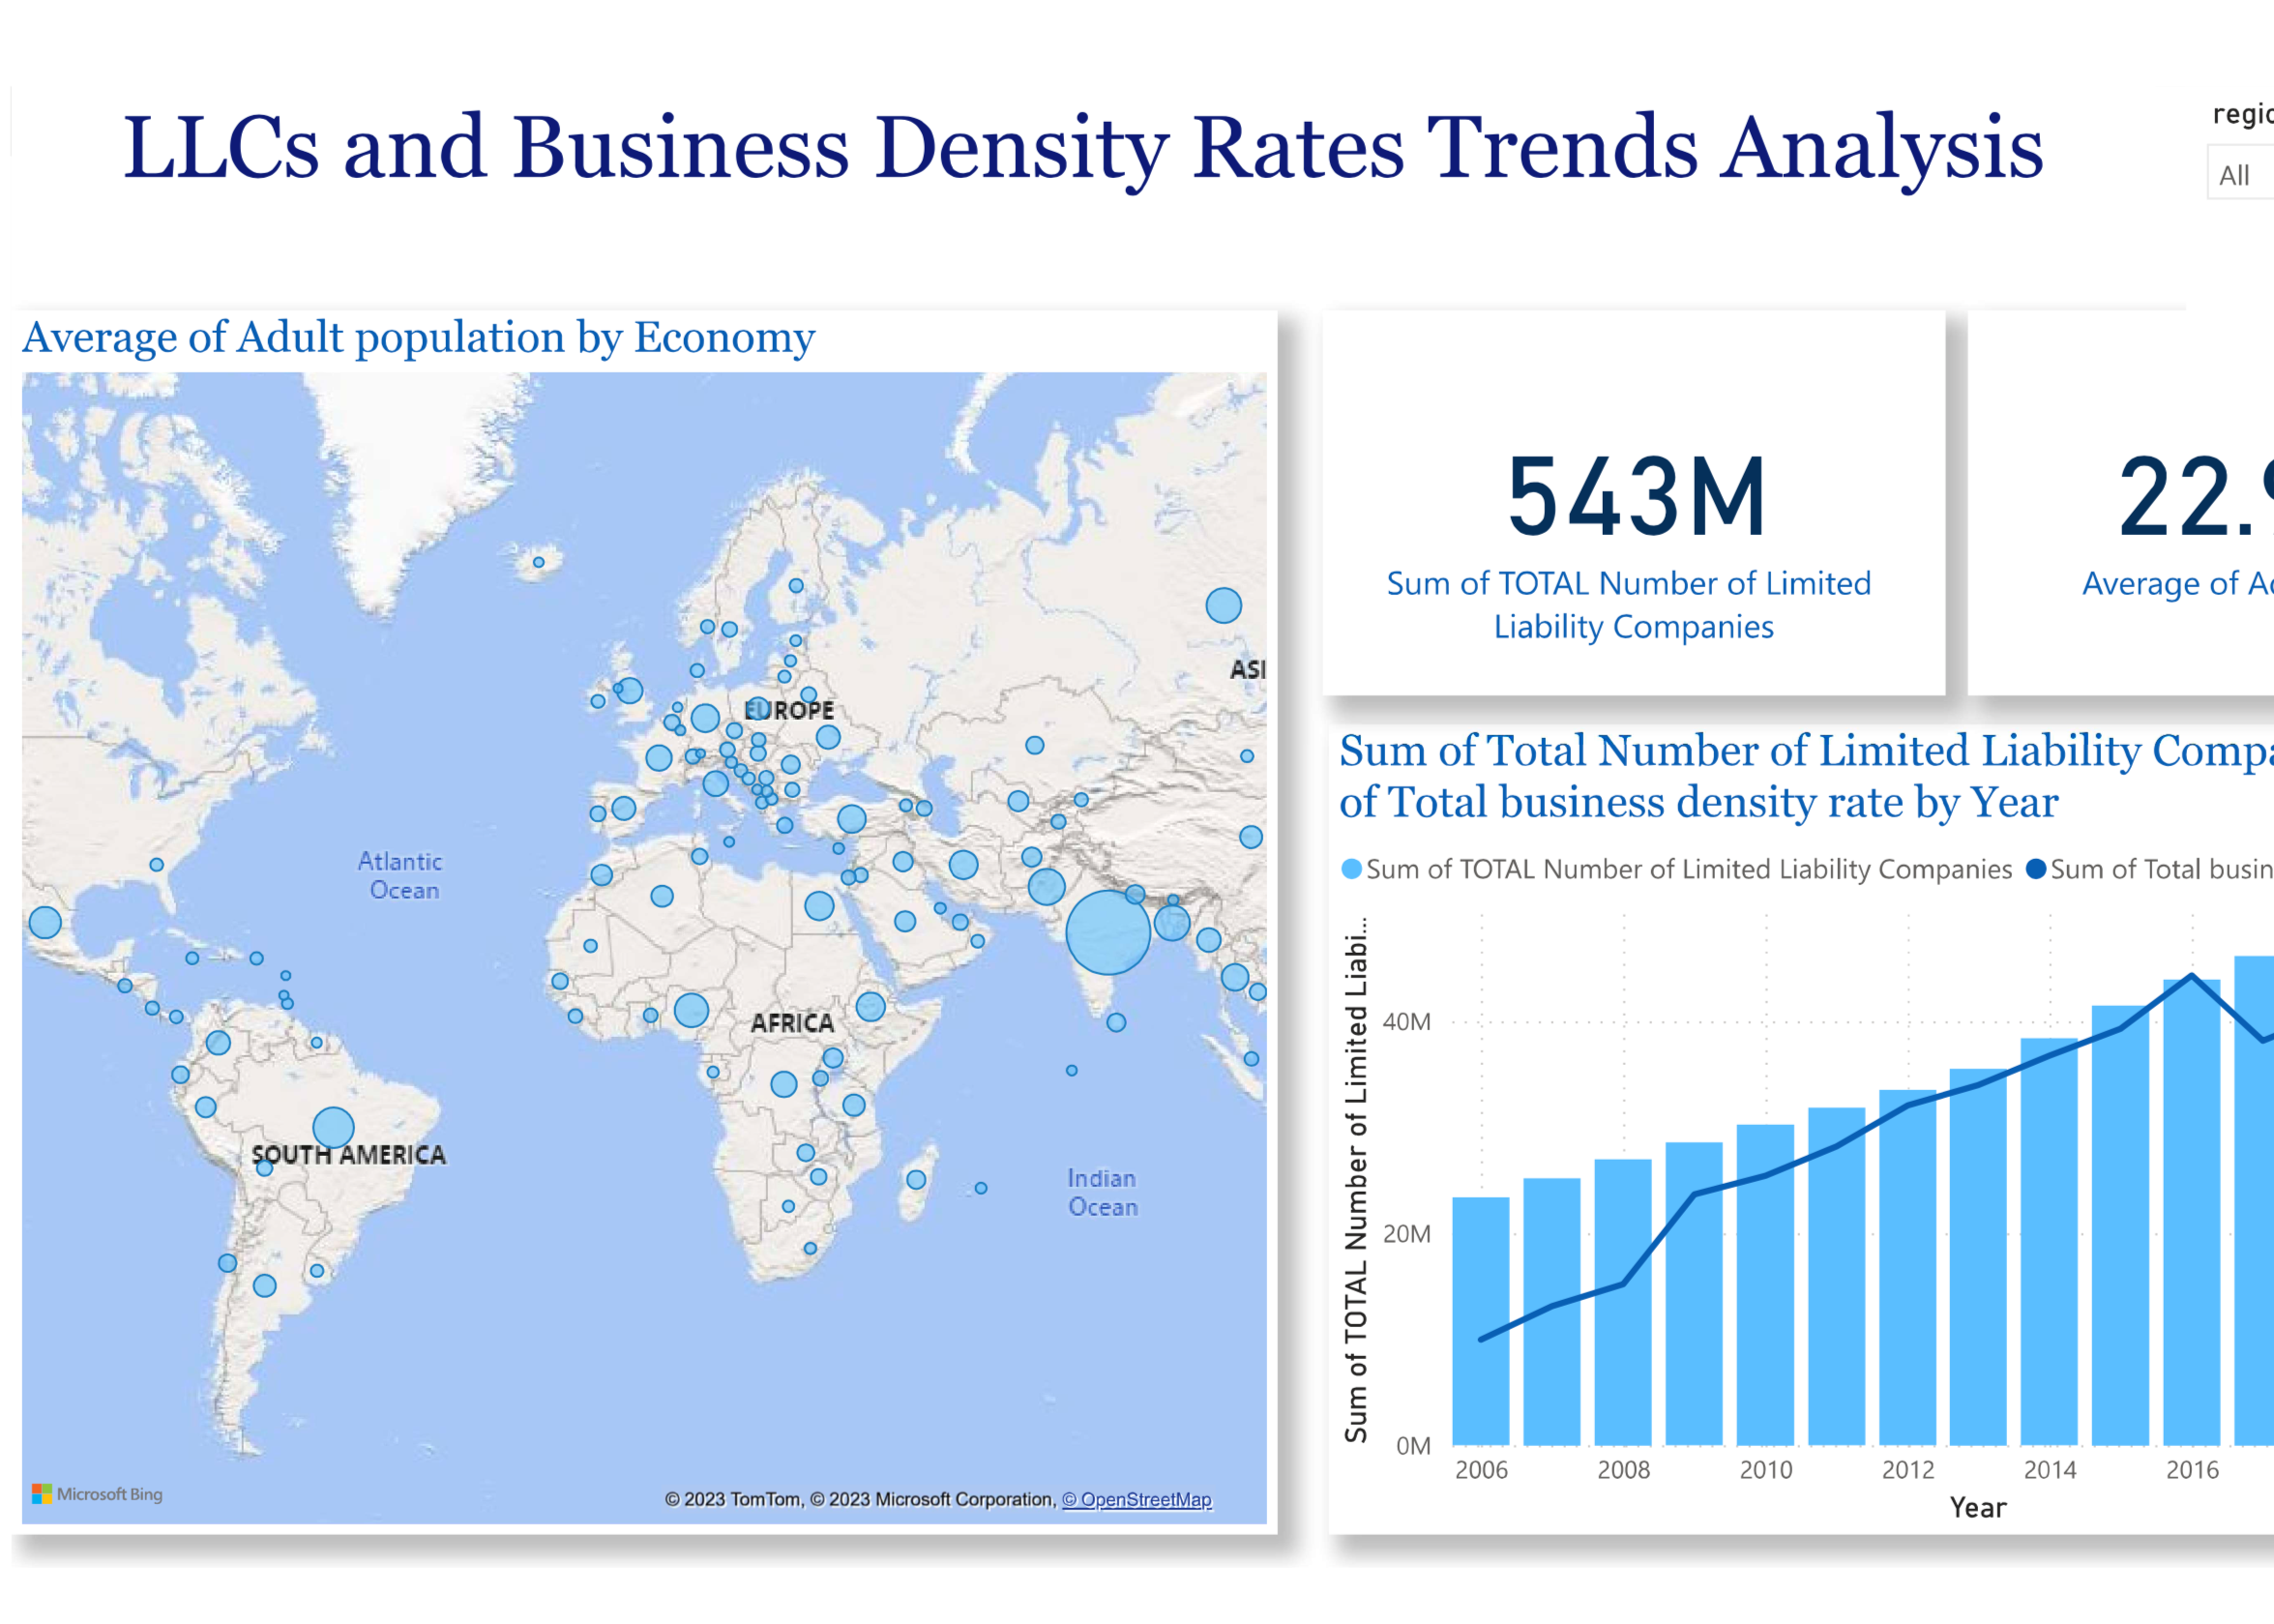 LLCs and Business Density Rates Trends Analysis
All
Average of Adult population by Economy
ASI
EUROPE
Atlantic
Ocean
AFRICA
SOUTH AMERICA
Indian
Ocean
Microsoft Bing
© 2023 TomTom, © 2023 Microsoft Corporation, © OpenStreetMap
543M
Sum of TOTAL Number of Limited
Liability Companies
22.9
Average of
Sum of Total Number of Limited Liability Compa
of Total business density rate by Year
Sum of TOTAL Number of Limited Liability Companies Sum of Total busin
Sum of TOTAL Number of Limited Liabi...
40M
20M
0M
2006 2008 2010 2012 2014 2016
Year